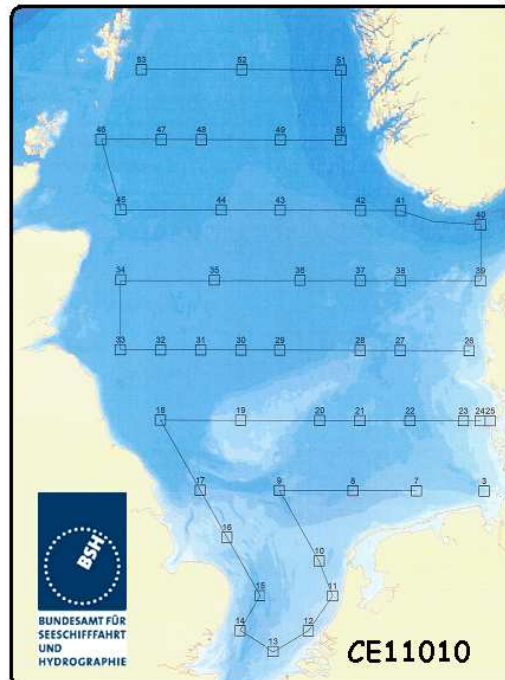 53 52 51
46 47 48 49 50
45 44 43 42 41
40
34 35 36 37 38 39
33 32 31 30 29 28 27 26
18 19 20 21 22 23 24 25
17 9 8 7 3
16
10
15 11
14 12
13
BSH
BUNDESAMT FÜR
SEESCHIFFFAHRT
UND
HYDROGRAPHIE
CE11010